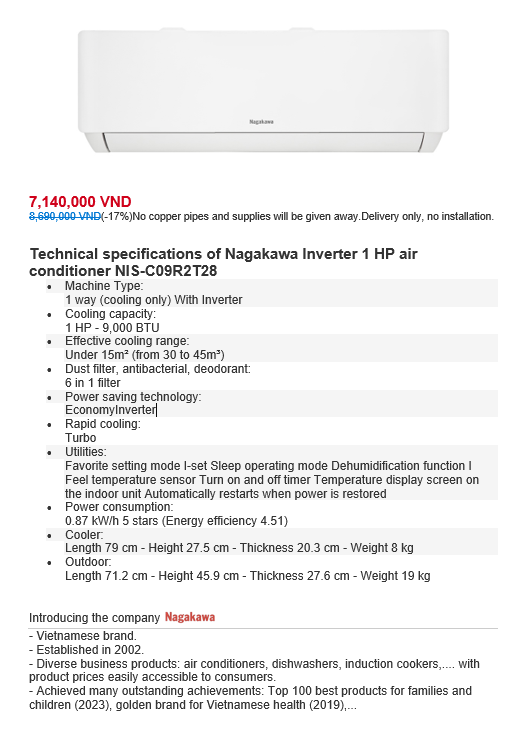 Nagakawa
7,140,000 VND
8,690,000 VND(-17%)No copper pipes and supplies will be given away.Delivery only, no installation.
Technical specifications of Nagakawa Inverter 1 HP air
conditioner NIS-C09R2T28
• Machine Type:
1 way (cooling only) With Inverter
• Cooling capacity:
1 HP - 9,000 BTU
• Effective cooling range:
Under 15m² (from 30 to 45m³)
• Dust filter, antibacterial, deodorant:
6 in 1 filter
• Power saving technology:
EconomyInverter
• Rapid cooling:
Turbo
• Utilities:
Favorite setting mode I-set Sleep operating mode Dehumidification function I
Feel temperature sensor Turn on and off timer Temperature display screen on
the indoor unit Automatically restarts when power is restored
• Power consumption:
0.87 kW/h 5 stars (Energy efficiency 4.51)
• Cooler:
Length 79 cm - Height 27.5 cm - Thickness 20.3 cm - Weight 8 kg
• Outdoor:
Length 71.2 cm - Height 45.9 cm - Thickness 27.6 cm - Weight 19 kg
Introducing the company Nagakawa
- Vietnamese brand.
- Established in 2002.
- Diverse business products: air conditioners, dishwashers, induction cookers,.... with
product prices easily accessible to consumers.
- Achieved many outstanding achievements: Top 100 best products for families and
children (2023), golden brand for Vietnamese health (2019),...